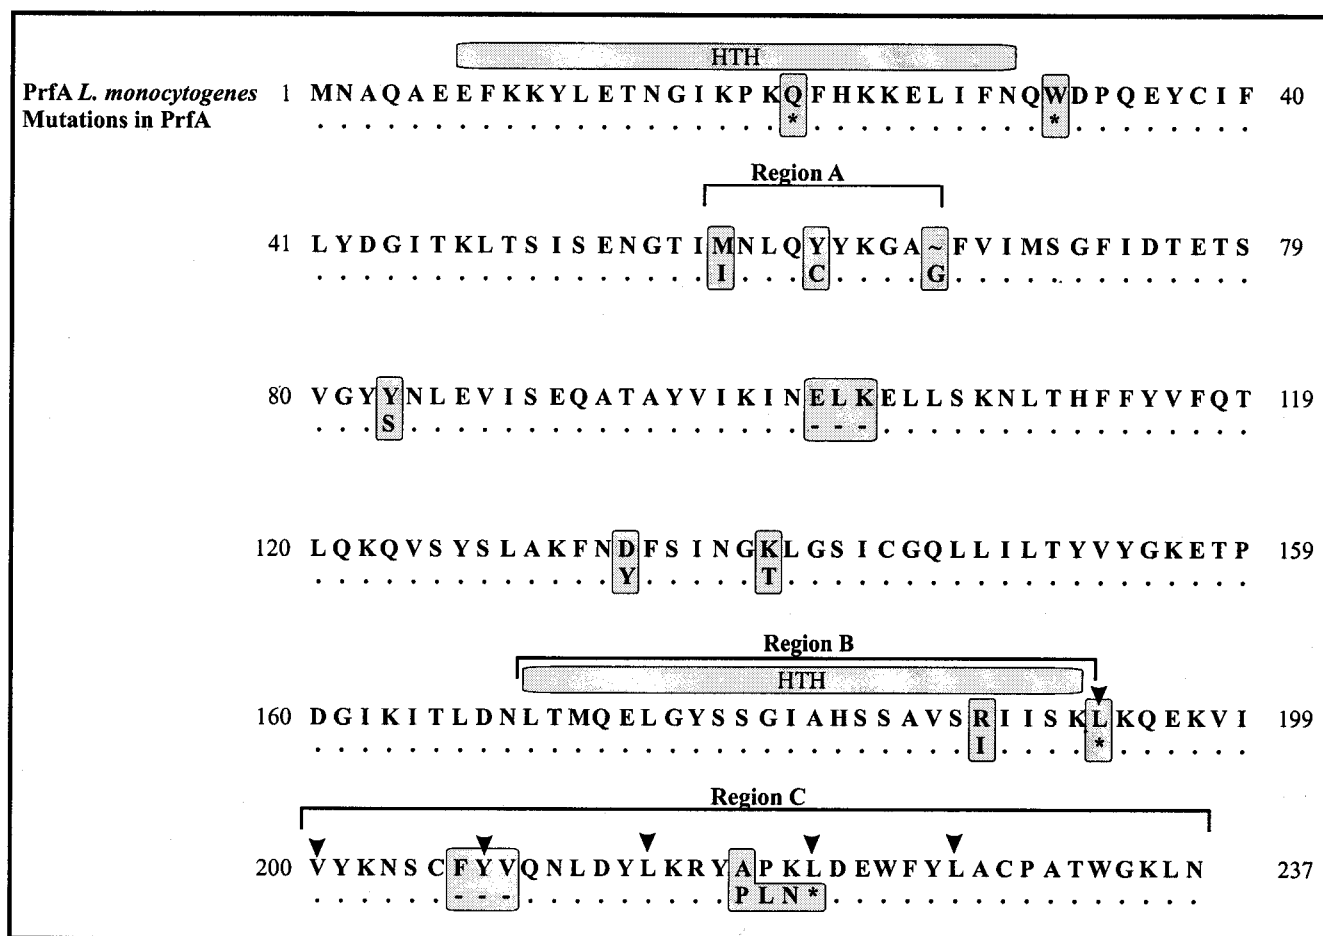 HTH
PrfA L. monocytogenes 1 M N A Q A E E F K K Y L E T N G I K P K Q F H K K E L I F N Q W D P Q E Y C I F 40
Mutations in PrfA . . . . . . . . . . . . . . . . . . . . * . . . . . . . . . . * . . . . . . . .
Region A
41 L Y D G I T K L T S I S E N G T I M N L Q Y Y K G A ~ F V I M S G F I D T E T S 79
. . . . . . . . . . . . . . . . . I . . . C . . . . G . . . . . . . . . . . . .
80 V G Y Y N L E V I S E Q A T A Y V I K I N E L K E L L S K N L T H F F Y V F Q T 119
. . . S . . . . . . . . . . . . . . . . . - - - . . . . . . . . . . . . . . . .
120 L Q K Q V S Y S L A K F N D F S I N G K L G S I C G Q L L I L T Y V Y G K E T P 159
. . . . . . . . . . . . . Y . . . . . T . . . . . . . . . . . . . . . . . . . .
Region B
HTH
160 D G I K I T L D N L T M Q E L G Y S S G I A H S S A V S R I I S K L K Q E K V I 199
. . . . . . . . . . . . . . . . . . . . . . . . . . . . I . . . . * . . . . . .
Region C
200 V Y K N S C F Y V Q N L D Y L K R Y A P K L D E W F Y L A C P A T W G K L N 237
. . . . . . - - - . . . . . . . . . P L N * . . . . . . . . . . . . . . . .